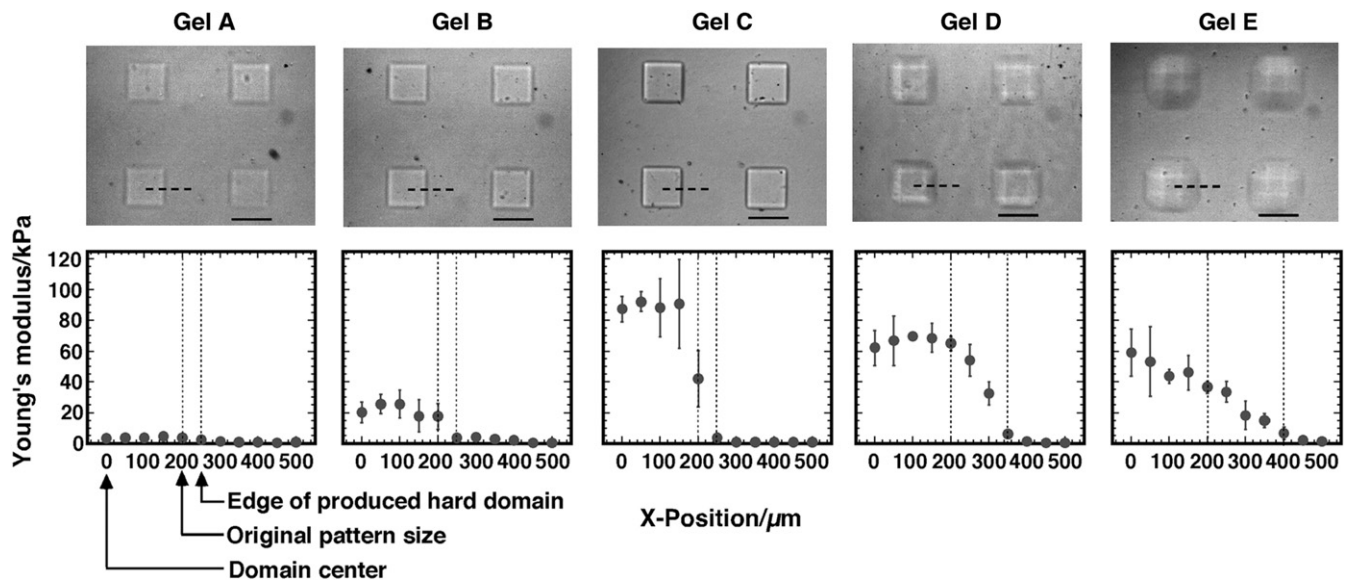 Gel A Gel B Gel C Gel D Gel E
Young's modulus/kPa
120
100
80
60
40
20
0
0 100 200 300 400 500 0 100 200 300 400 500 0 100 200 300 400 500 0 100 200 300 400 500 0 100 200 300 400 500
Edge of produced hard domain
X-Position/µm
Original pattern size
Domain center